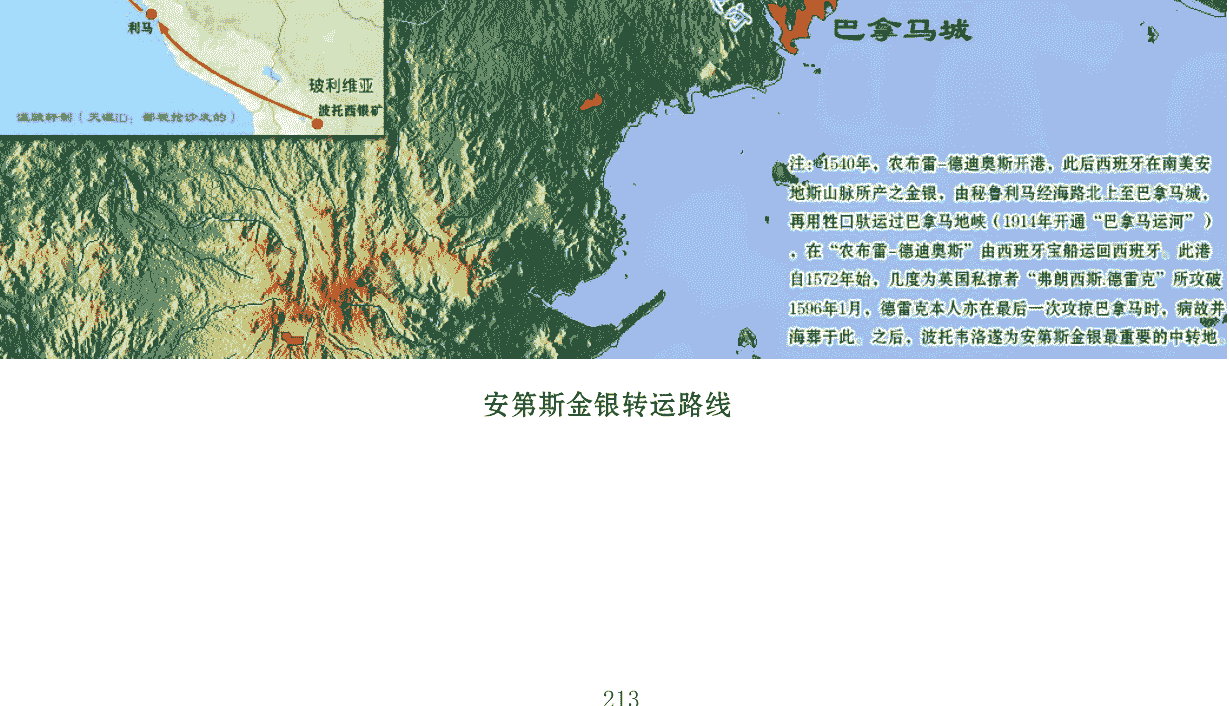 河
巴拿马城
利马
玻利维亚
波托西银矿
注:1540年,农布雷-德迪奥斯开港,此后西班牙在南美安
地斯山脉所产之金银,由秘鲁利马经海路北上至巴拿马城,
再用牲口驮运过巴拿马地峡(1914年开通“巴拿马运河”)
,在“农布雷-德迪奥斯”由西班牙宝船运回西班牙。此港
自1572年始,几度为英国私掠者“弗朗西斯.德雷克”所攻破
1596年1月,德雷克本人亦在最后一次攻掠巴拿马时,病故并
海葬于此。之后,波托韦洛遂为安第斯金银最重要的中转地
安第斯金银转运路线
213